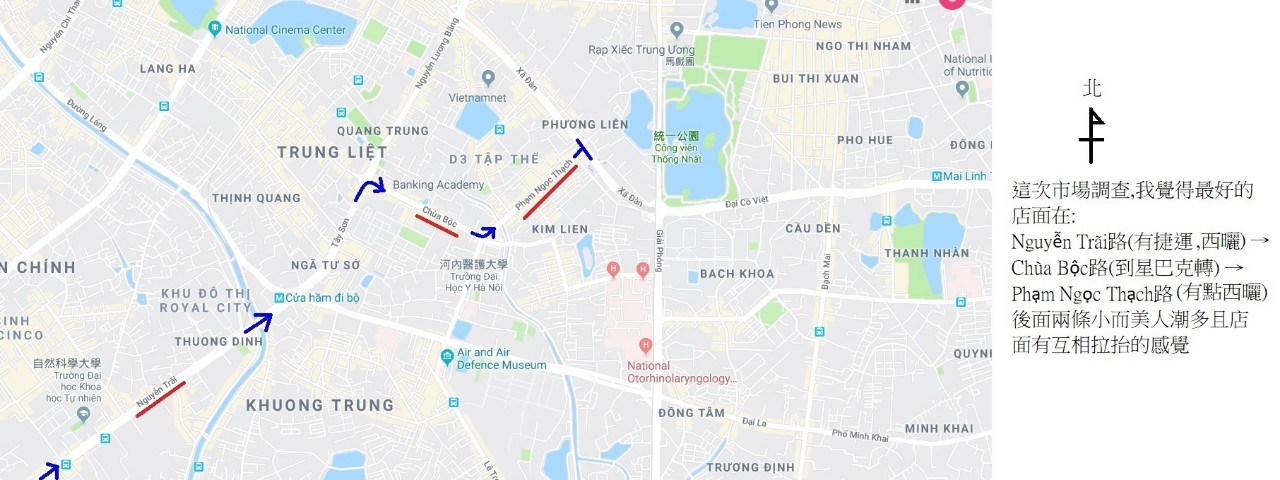 National Cinema Center
Nguyễn Chí Than
LANG HA
Đường Láng
Nguyễn Lương Bằng
Xã Đàn
Vietnamnet
QUANG TRUNG
TRUNG LIỆT
Rạp Xiếc Trung Ương
馬戲團
Tien Phong News
NGO THI NHAM
BUI THI XUAN
National I
of Nutritio
PHƯƠNG LIÊN
D3 TẬP THỂ
統一公園
Công viên
Thống Nhất
PHO HUE
ĐỒNG I
THỊNH QUANG
Banking Academy
Phạm Ngọc Thạch
Mai Linh T
Xã Đàn
Đại Cồ Việt
Chùa Bộc
Tây Sơn
KIM LIEN
Giải Phóng
CẦU DỀN
THANH NHÀN
N CHÍNH
NGÃ TƯ SỞ
河內醫護大學
Trường Đại
Học Y Hà Nội
BACH KHOA
Bạch Mai
KHU ĐÔ THỊ
ROYAL CITY
Cửa hầm đi bộ
SINH
CINCO
THUONG DINH
自然科學大學
Trường Đại
học Khoa
học Tự nhiên
Air and Air
Defence Museum
National
Otorhinolaryngology...
QUYNH
Nguyễn Trãi
KHUONG TRUNG
ĐỒNG TÂM
Đại La
Phố Minh Khai
MINH KHAI
TRƯƠNG ĐỊNH
Lê Tr
北
這次市場調查,我覺得最好的
店面在:
Nguyễn Trãi路(有捷運,西曬) →
Chùa Bộc路(到星巴克轉) →
Phạm Ngọc Thạch路 (有點西曬)
後面兩條小而美人潮多且店
面有互相拉抬的感覺